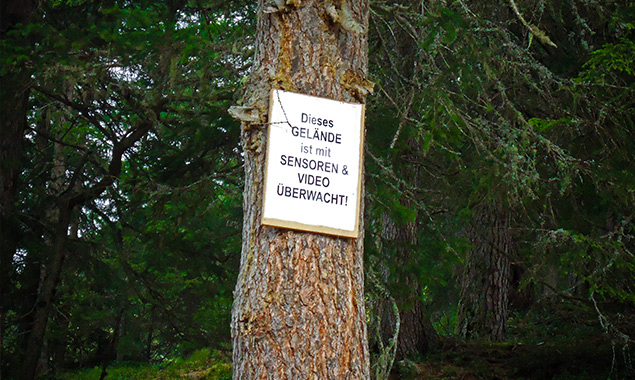 Dieses
GELÄNDE
ist mit
SENSOREN &
VIDEO
ÜBERWACHT!